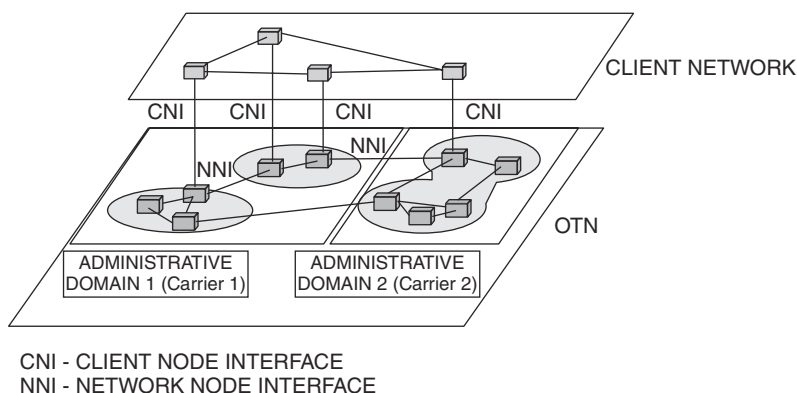 CLIENT NETWORK
CNI
CNI
CNI
CNI
NNI
NNI
OTN
ADMINISTRATIVE
DOMAIN 1 (Carrier 1)
ADMINISTRATIVE
DOMAIN 2 (Carrier 2)
CNI - CLIENT NODE INTERFACE
NNI - NETWORK NODE INTERFACE